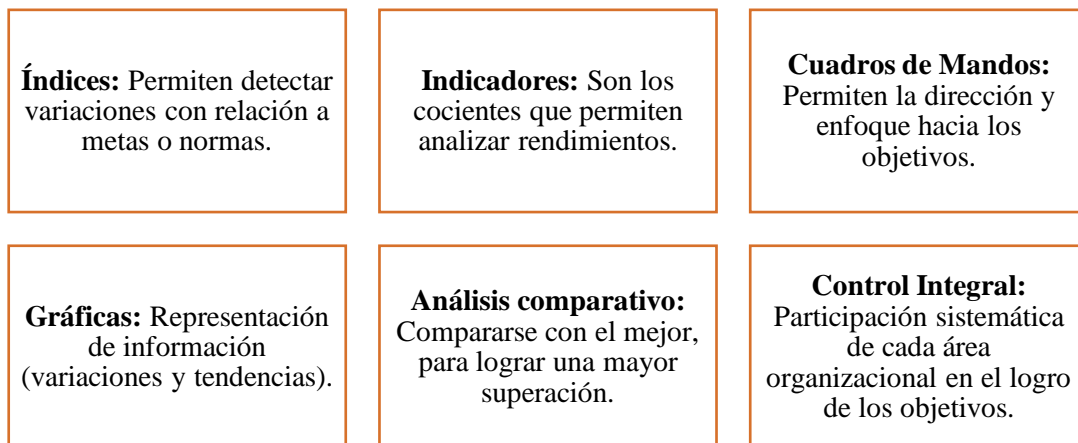 Índices: Permiten detectar
variaciones con relación a
metas o normas.
Indicadores: Son los
cocientes que permiten
analizar rendimientos.
Cuadros de Mandos:
Permiten la dirección y
enfoque hacia los
objetivos.
Gráficas: Representación
de información
(variaciones y tendencias).
Análisis comparativo:
Compararse con el mejor,
para lograr una mayor
superación.
Control Integral:
Participación sistemática
de cada área
organizacional en el logro
de los objetivos.